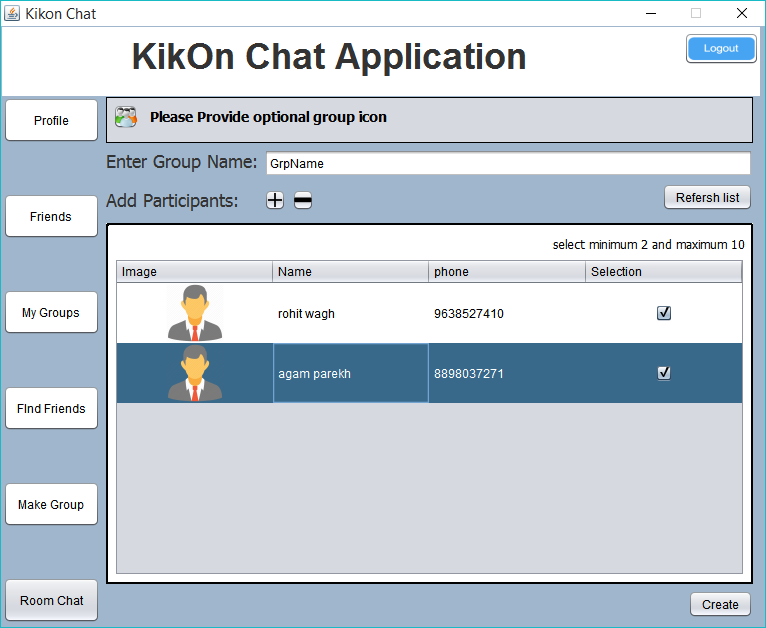 Kikon Chat
KikOn Chat Application
Logout
Profile
Please Provide optional group icon
Enter Group Name: GrpName
Friends
Add Participants:
Refersh list
select minimum 2 and maximum 10
Image Name phone Selection
My Groups
rohit wagh 9638527410
agam parekh 8898037271
FInd Friends
Make Group
Room Chat
Create